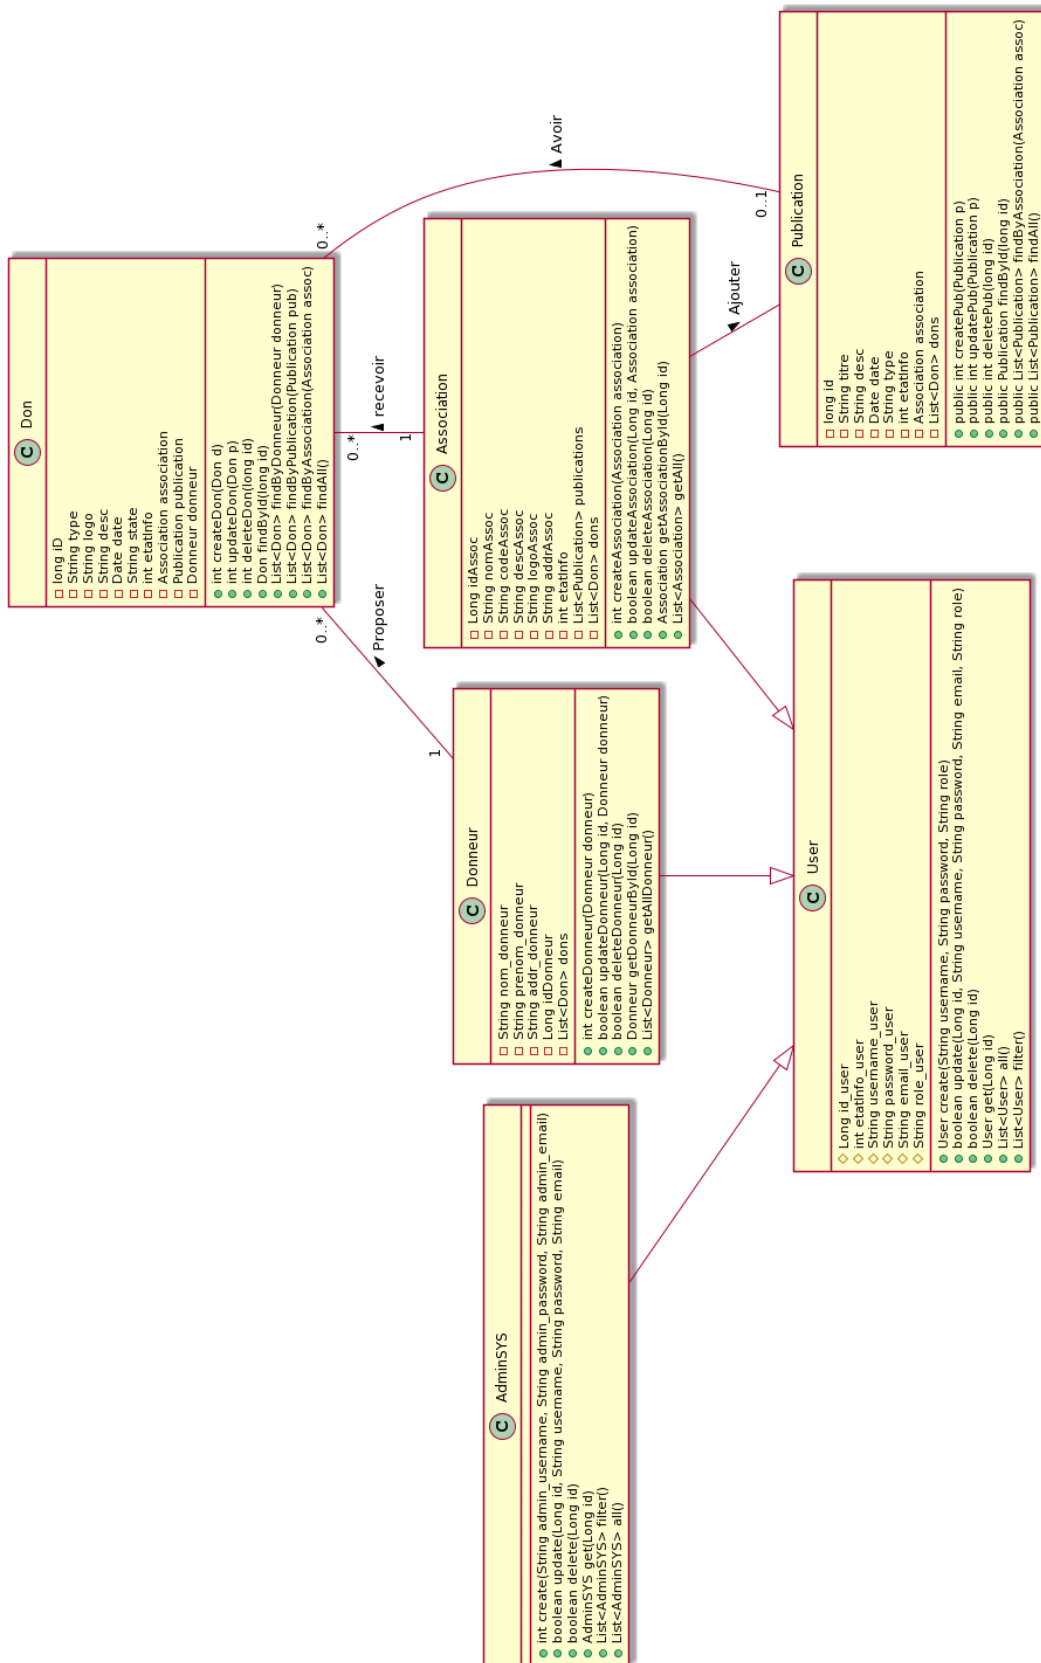 Don
long iD
String type
String logo
String desc
Date date
String state
int etatInfo
Association association
Publication publication
Donneur donneur
int createDon(Don d)
int updateDon(Don p)
int deleteDon(long id)
Don findById(long id)
List<Don> findByDonneur(Donneur donneur)
List<Don> findByPublication(Publication pub)
List<Don> findByAssociation(Association assoc)
List<Don> findAll()
0..*
Proposer
1
0..*
recevoir
1
0..*
Avoir
0..1
AdminSYS
int create(String admin_username, String admin_password, String admin_email)
boolean update(Long id, String username, String password, String email)
boolean delete(Long id)
AdminSYS get(Long id)
List<AdminSYS> filter()
List<AdminSYS> all()
Donneur
String nom_donneur
String prenom_donneur
String addr_donneur
Long idDonneur
List<Don> dons
int createDonneur(Donneur donneur)
boolean updateDonneur(Long id, Donneur donneur)
boolean deleteDonneur(Long id)
Donneur getDonneurById(Long id)
List<Donneur> getAllDonneur()
Association
Long idAssoc
String nomAssoc
String codeAssoc
String descAssoc
String logoAssoc
String addrAssoc
int etatInfo
List<Publication> publications
List<Don> dons
int createAssociation(Association association)
boolean updateAssociation(Long id, Association association)
boolean deleteAssociation(Long id)
Association getAssociationById(Long id)
List<Association> getAll()
Ajouter
User
Long id_user
int etatInfo_user
String username_user
String password_user
String email_user
String role_user
User create(String username, String password, String role)
boolean update(Long id, String username, String password, String email, String role)
boolean delete(Long id)
User get(Long id)
List<User> all()
List<User> filter()
Publication
long id
String titre
String desc
Date date
String type
int etatInfo
Association association
List<Don> dons
public int createPub(Publication p)
public int updatePub(Publication p)
public int deletePub(long id)
public Publication findById(long id)
public List<Publication> findByAssociation(Association assoc)
public List<Publication> findAll()